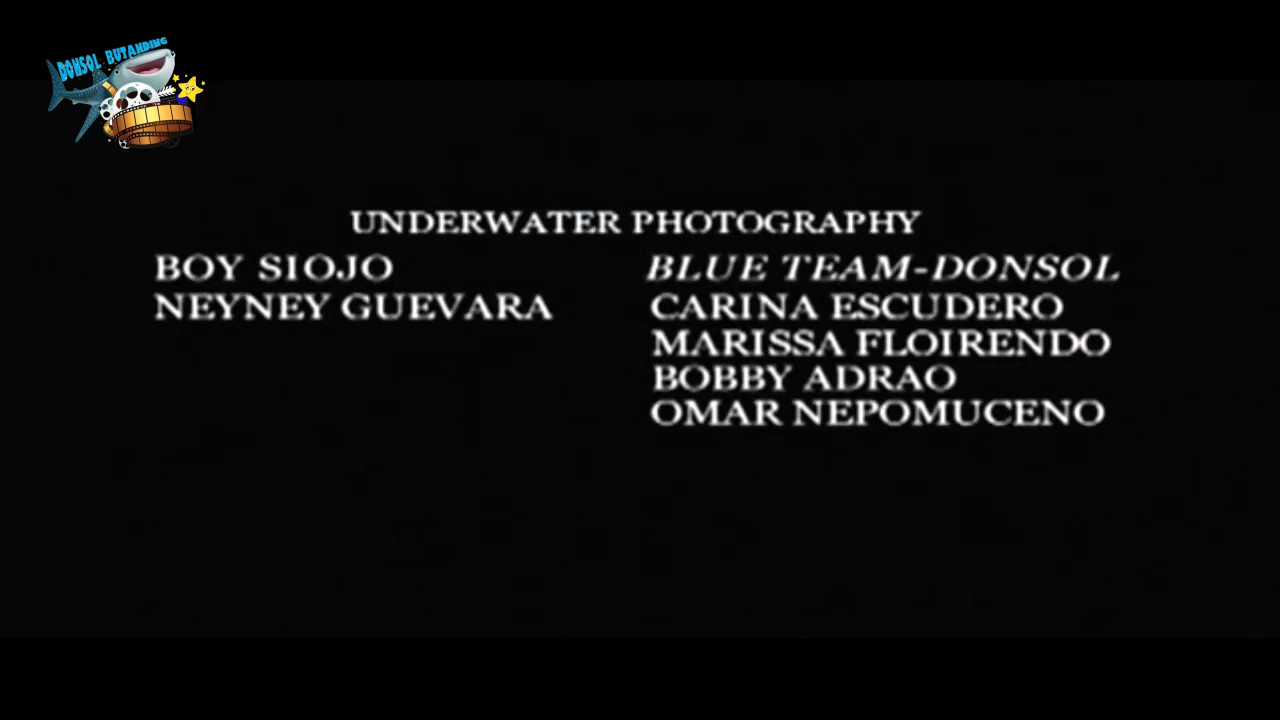 DONSOL BUTANDING
UNDERWATER PHOTOGRAPHY
BOY SIOJO
NEYNEY GUEVARA
BLUE TEAM-DONSOL
CARINA ESCUDERO
MARISSA FLOIRENDO
BOBBY ADRAO
OMAR NEPOMUCENO